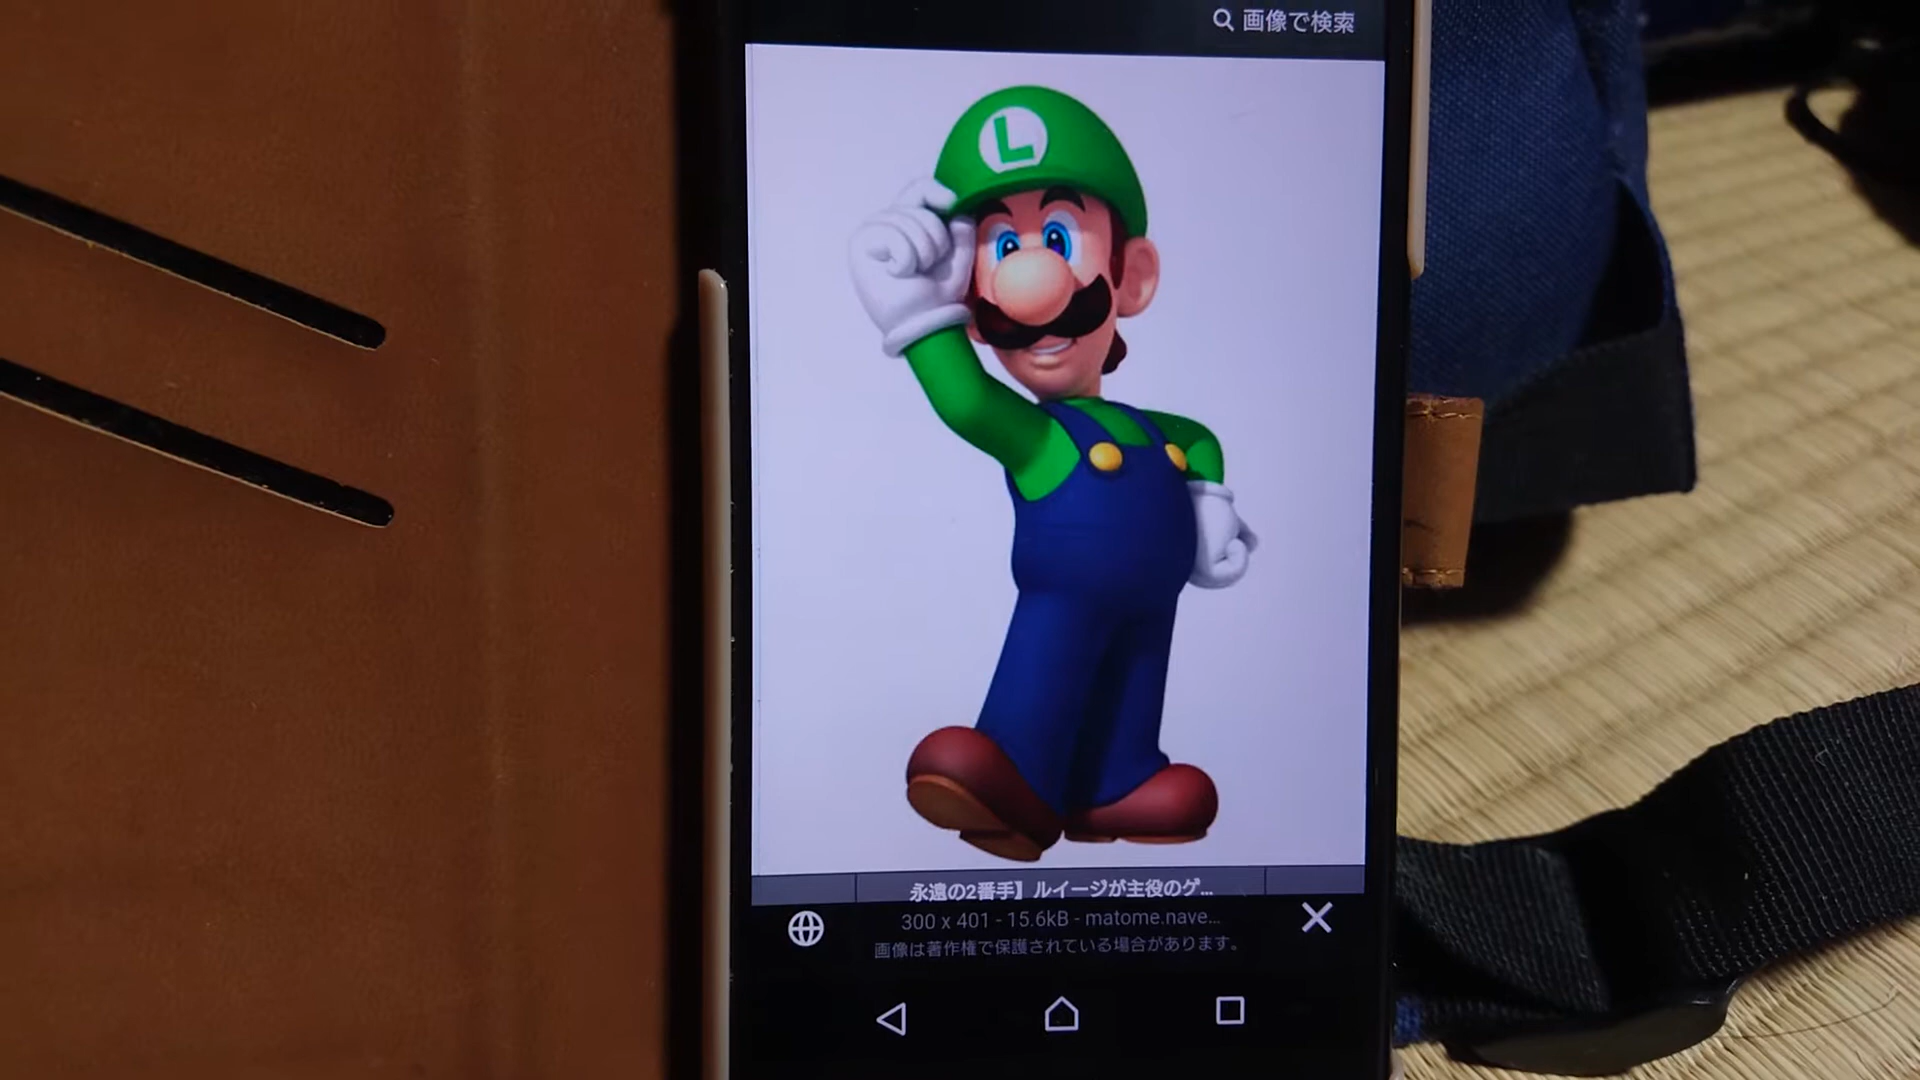 画像で検索
L
永遠の2番手】ルイージが主役のゲ...
300 x 401 - 15.6kB - matome.nave...
画像は著作権で保護されている場合があります。